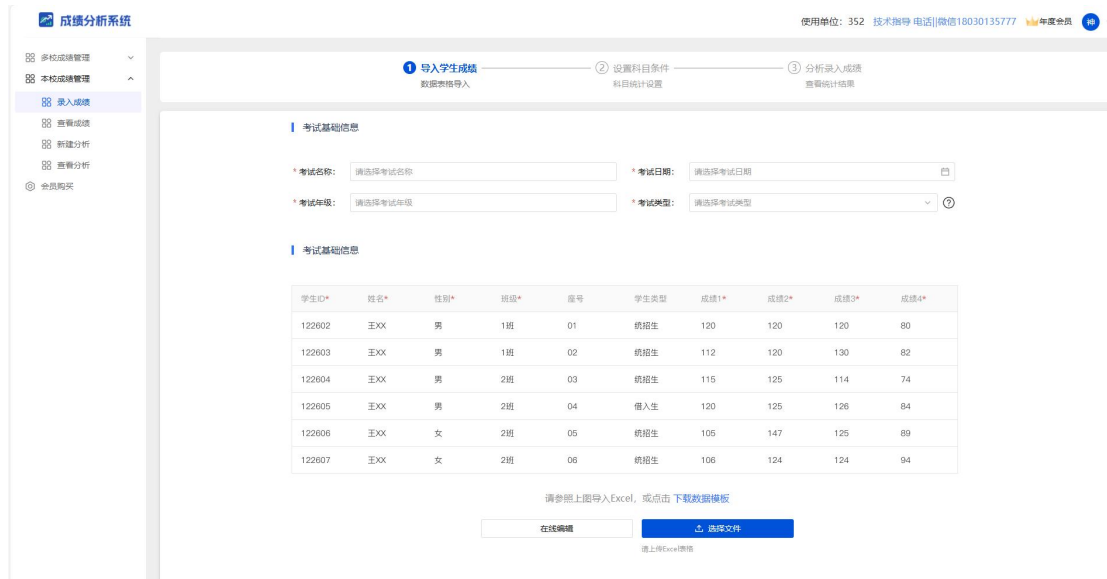 成绩分析系统
使用单位：352 技术指导 电话||微信18030135777 年度会员 神
多校成绩管理
本校成绩管理
录入成绩
查看成绩
新建分析
查看分析
会员购买
1 导入学生成绩 2 设置科目条件 3 分析录入成绩
数据表格导入 科目统计设置 查看统计结果
考试基础信息
* 考试名称： 请选择考试名称 * 考试日期： 请选择考试日期
* 考试年级： 请选择考试年级 * 考试类型： 请选择考试类型 ?
考试基础信息
学生ID* 姓名* 性别* 班级* 座号 学生类型 成绩1* 成绩2* 成绩3* 成绩4*
122602 王XX 男 1班 01 统招生 120 120 120 80
122603 王XX 男 1班 02 统招生 112 120 130 82
122604 王XX 男 2班 03 统招生 115 125 114 74
122605 王XX 男 2班 04 借入生 120 125 126 84
122606 王XX 女 2班 05 统招生 105 147 125 89
122607 王XX 女 2班 06 统招生 106 124 124 94
请参照上图导入Excel，或点击 下载数据模板
在线编辑 选择文件
请上传Excel表格